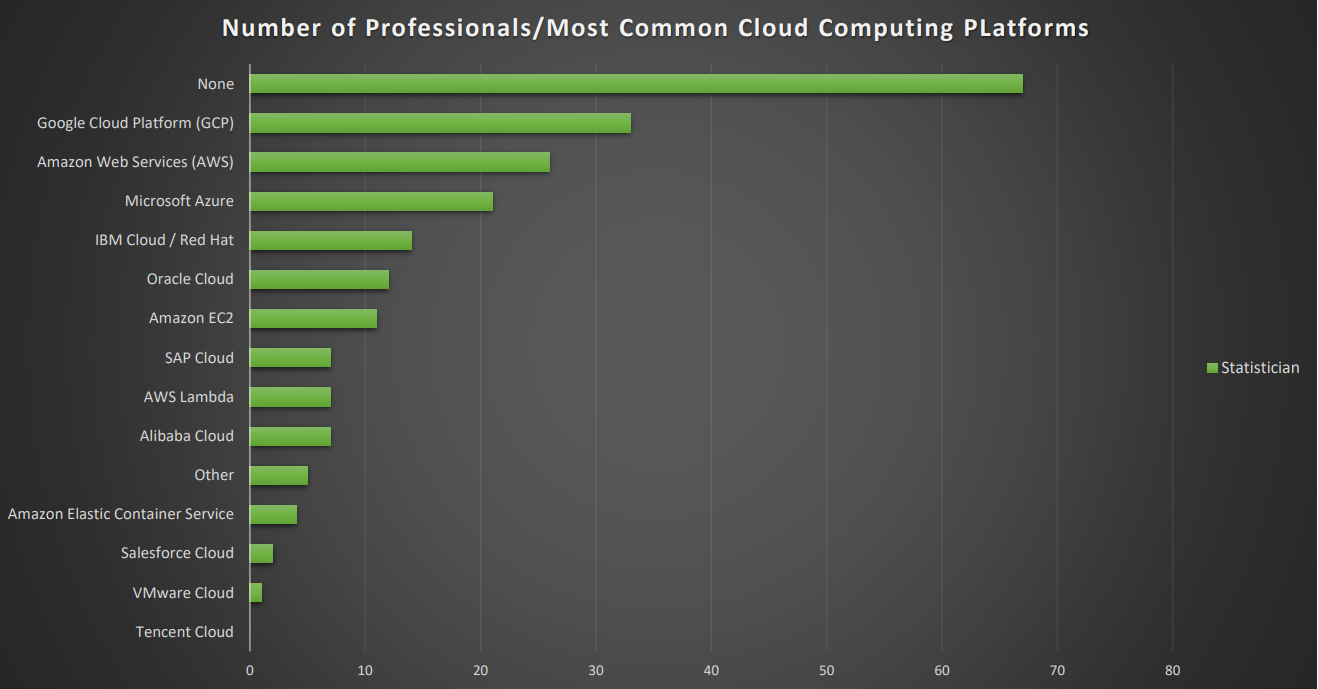 Number of Professionals/Most Common Cloud Computing PLatforms
None
Google Cloud Platform (GCP)
Amazon Web Services (AWS)
Microsoft Azure
IBM Cloud / Red Hat
Oracle Cloud
Amazon EC2
SAP Cloud
AWS Lambda
Alibaba Cloud
Other
Amazon Elastic Container Service
Salesforce Cloud
VMware Cloud
Tencent Cloud
0 10 20 30 40 50 60 70 80
Statistician